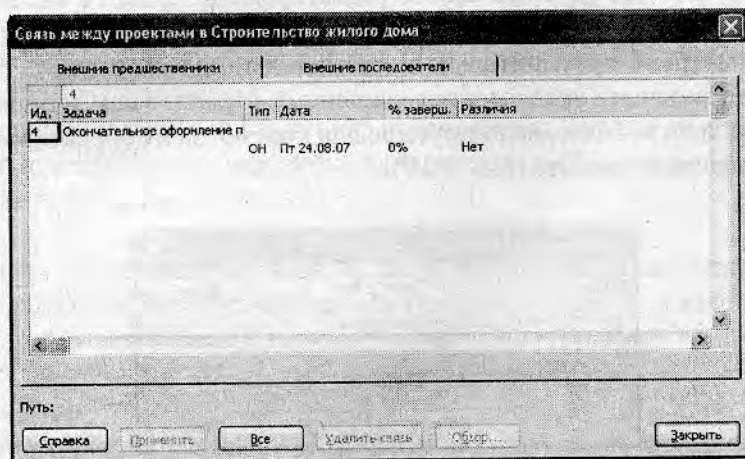 Связь между проектами в Строительство жилого дома
Внешние предшественники Внешние последователи
4
Ид. Задача Тип Дата % заверш. Различия
4 Окончательное оформление п
ОН Пт 24.08.07 0% Нет
Путь:
Справка Применить Все Удалить связь Обзор... Закрыть